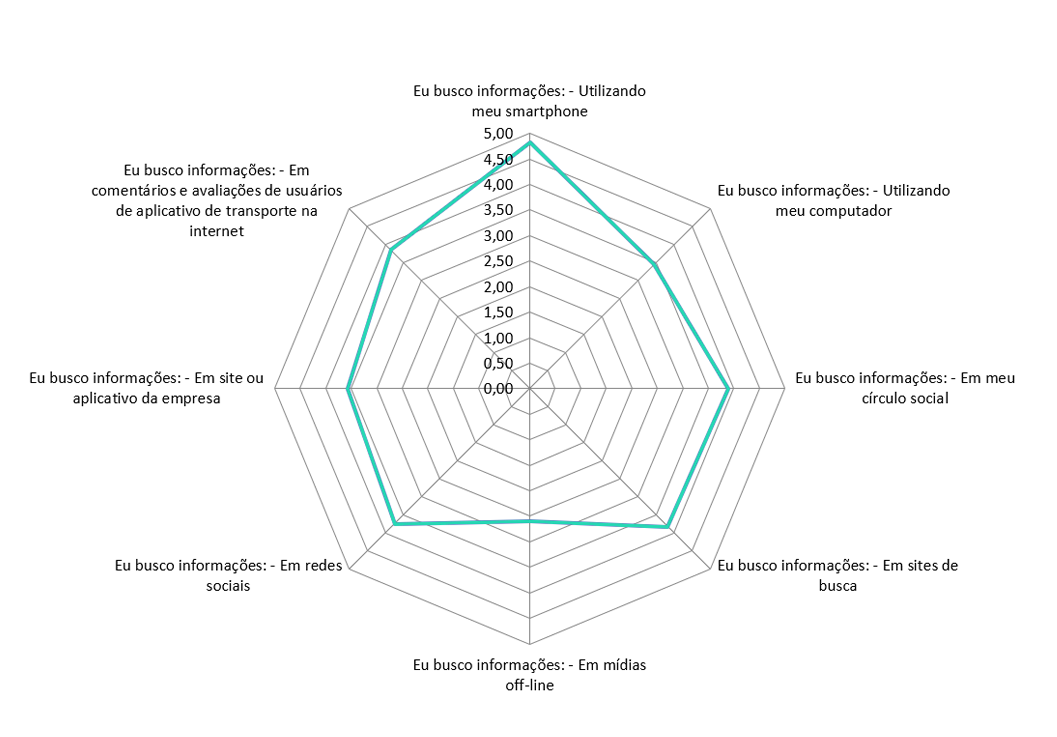 Eu busco informações: - Utilizando
meu smartphone
5,00
4,50
4,00
3,50
3,00
2,50
2,00
1,50
1,00
0,50
0,00
Eu busco informações: - Utilizando
meu computador
Eu busco informações: - Em meu
círculo social
Eu busco informações: - Em sites de
busca
Eu busco informações: - Em mídias
off-line
Eu busco informações: - Em redes
sociais
Eu busco informações: - Em site ou
aplicativo da empresa
Eu busco informações: - Em
comentários e avaliações de usuários
de aplicativo de transporte na
internet